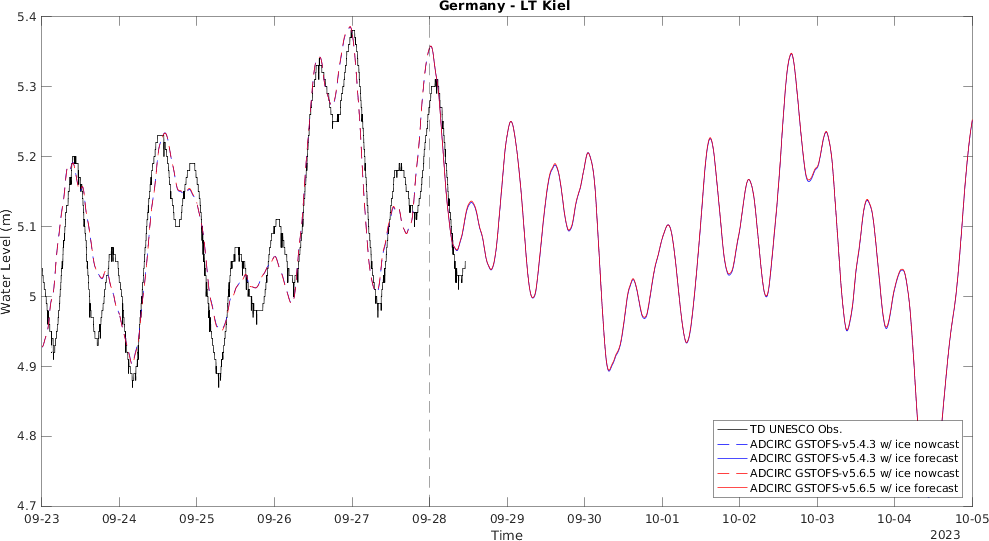 Germany - LT Kiel
5.4
5.3
5.2
5.1
5
4.9
4.8
4.7
Water Level (m)
09-23
09-24
09-25
09-26
09-27
09-28
09-29
09-30
10-01
10-02
10-03
10-04
10-05
Time
2023
TD UNESCO Obs.
ADCIRC GSTOFS-v5.4.3 w/ ice nowcast
ADCIRC GSTOFS-v5.4.3 w/ ice forecast
ADCIRC GSTOFS-v5.6.5 w/ ice nowcast
ADCIRC GSTOFS-v5.6.5 w/ ice forecast